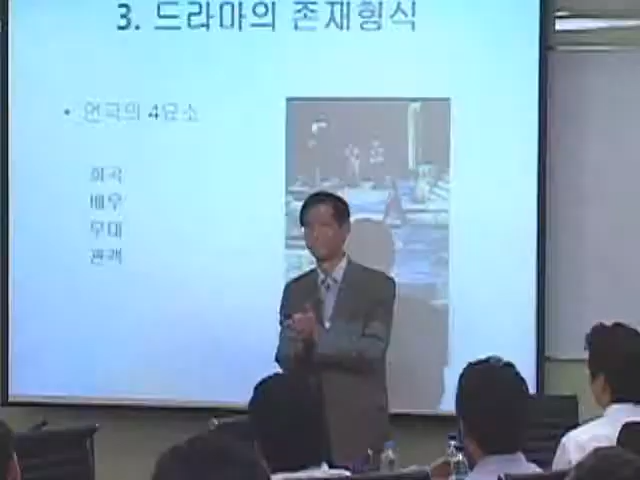 3. 드라마의 존재형식
• 연극의 4요소
희곡
배우
무대
관객